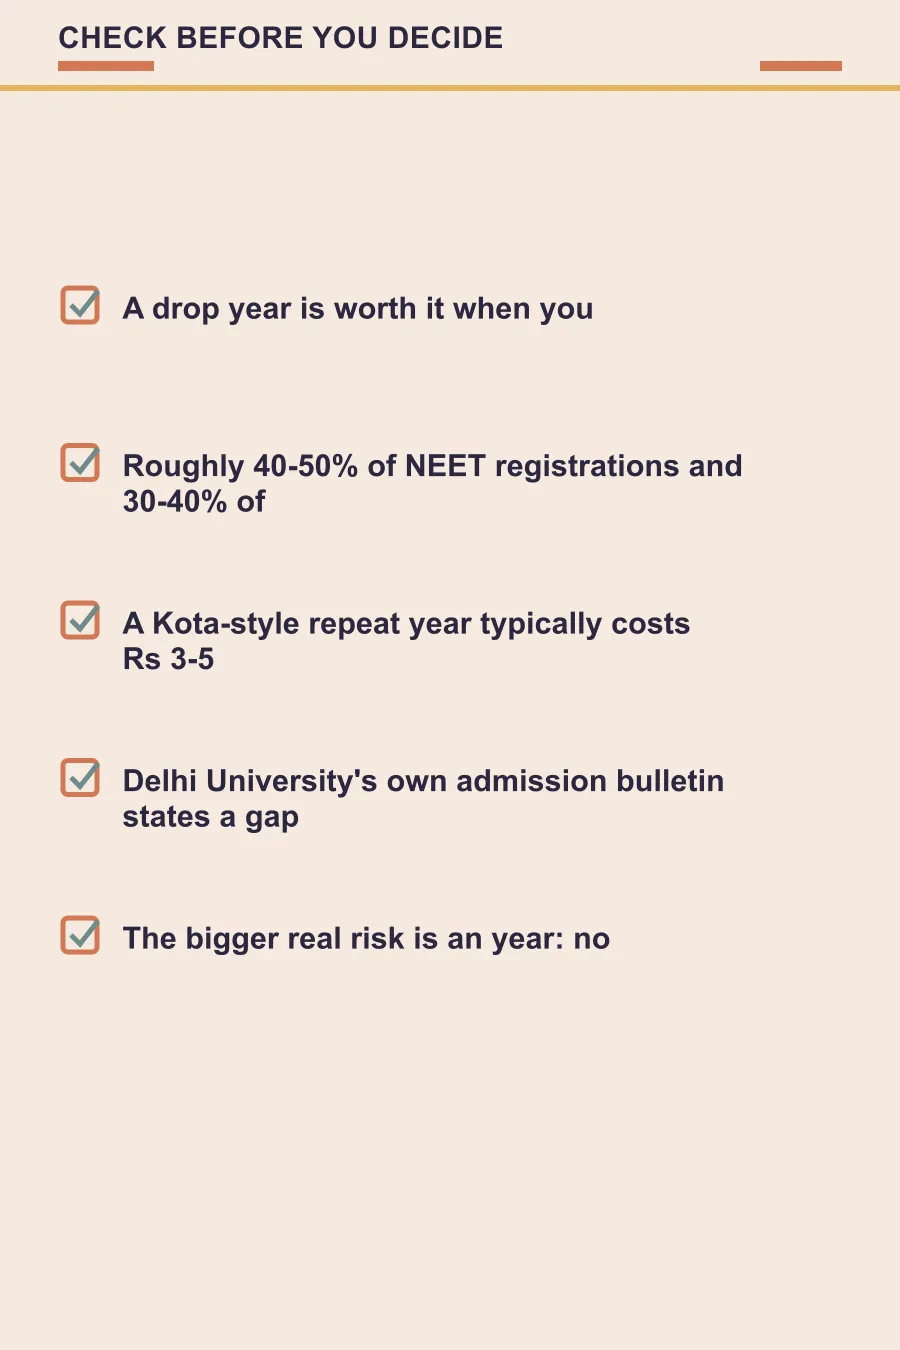 CHECK BEFORE YOU DECIDE
A drop year is worth it when you
Roughly 40-50% of NEET registrations and
30-40% of
A Kota-style repeat year typically costs
Rs 3-5
Delhi University's own admission bulletin
states a gap
The bigger real risk is an year: no